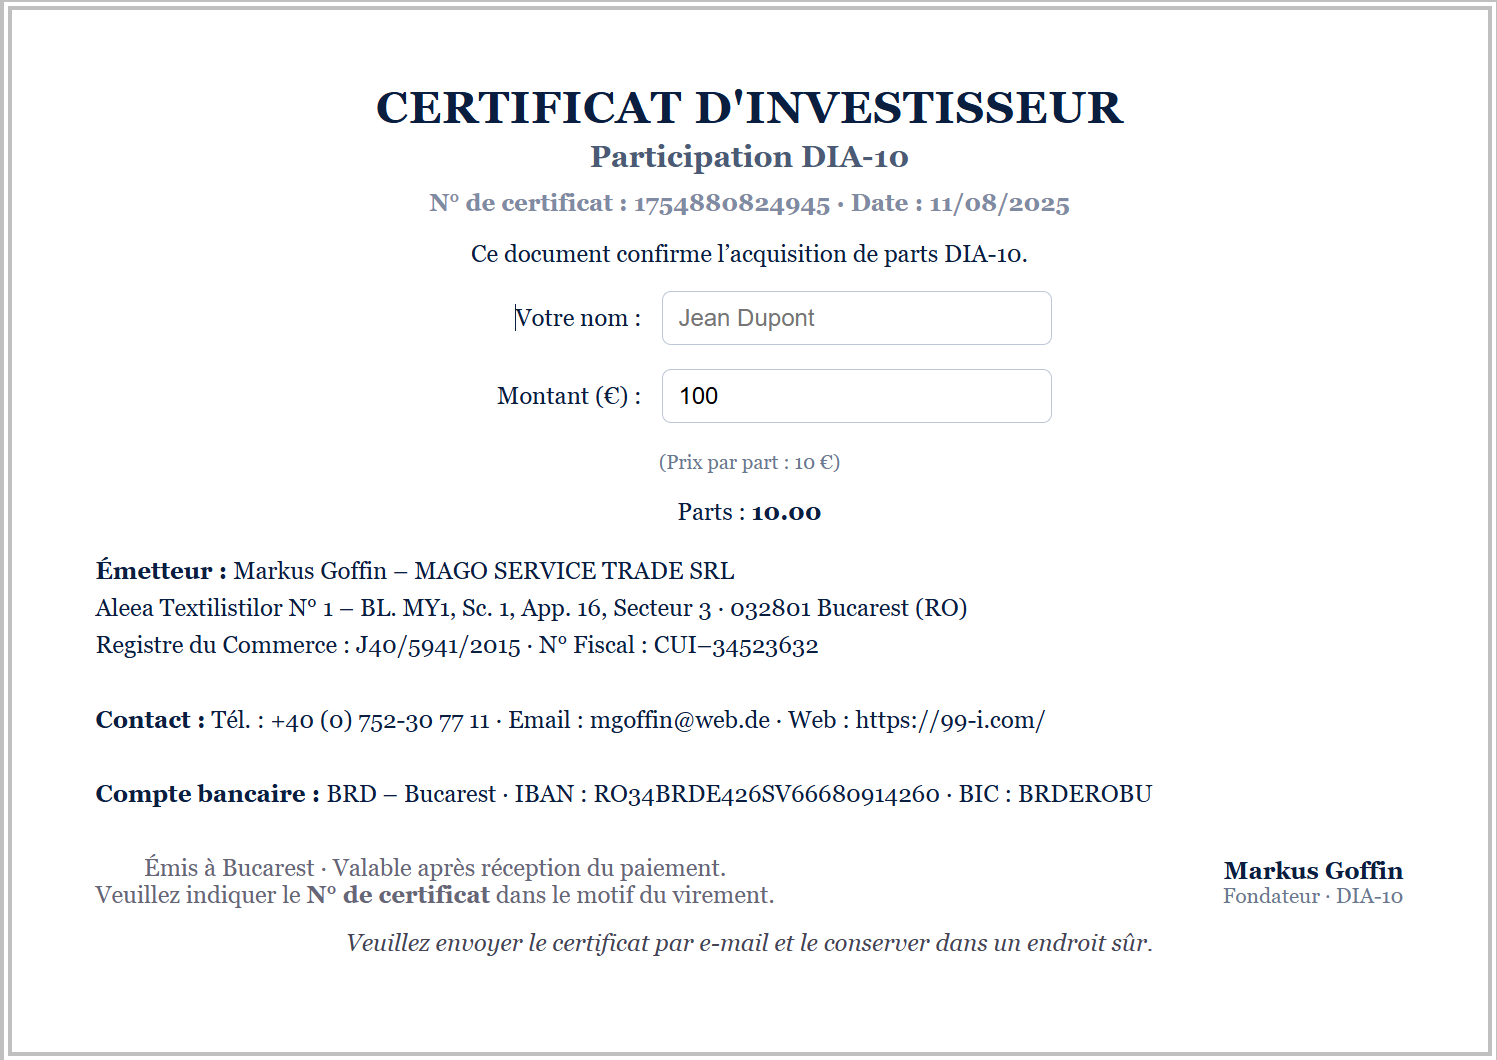 CERTIFICAT D'INVESTISSEUR
Participation DIA-10
N° de certificat : 1754880824945 · Date : 11/08/2025
Ce document confirme l’acquisition de parts DIA-10.
Votre nom : Jean Dupont
Montant (€) : 100
(Prix par part : 10 €)
Parts : 10.00
Émetteur : Markus Goffin – MAGO SERVICE TRADE SRL
Aleea Textilistilor N° 1 – BL. MY1, Sc. 1, App. 16, Secteur 3 · 032801 Bucarest (RO)
Registre du Commerce : J40/5941/2015 · N° Fiscal : CUI–34523632
Contact : Tél. : +40 (0) 752-30 77 11 · Email : mgoffin@web.de · Web : https://99-i.com/
Compte bancaire : BRD – Bucarest · IBAN : RO34BRDE426SV66680914260 · BIC : BRDEROBU
Émis à Bucarest · Valable après réception du paiement.
Veuillez indiquer le N° de certificat dans le motif du virement.
Markus Goffin
Fondateur · DIA-10
Veuillez envoyer le certificat par e-mail et le conserver dans un endroit sûr.